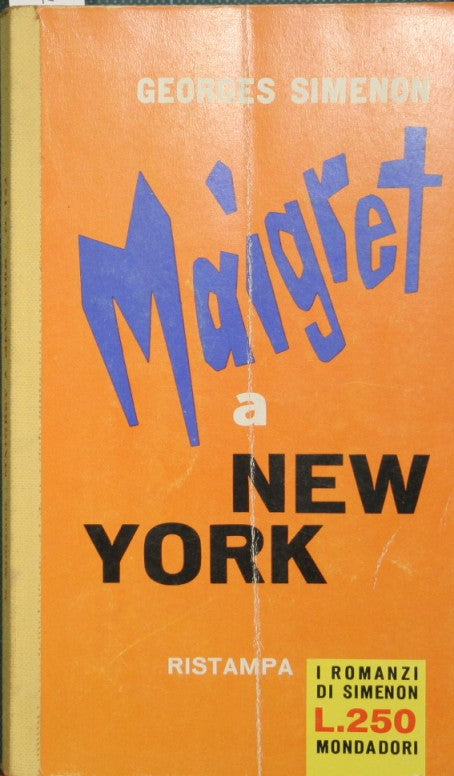 GEORGES SIMENON
Maigret
a
NEW
YORK
RISTAMPA
I ROMANZI
DI SIMENON
L.250
MONDADORI